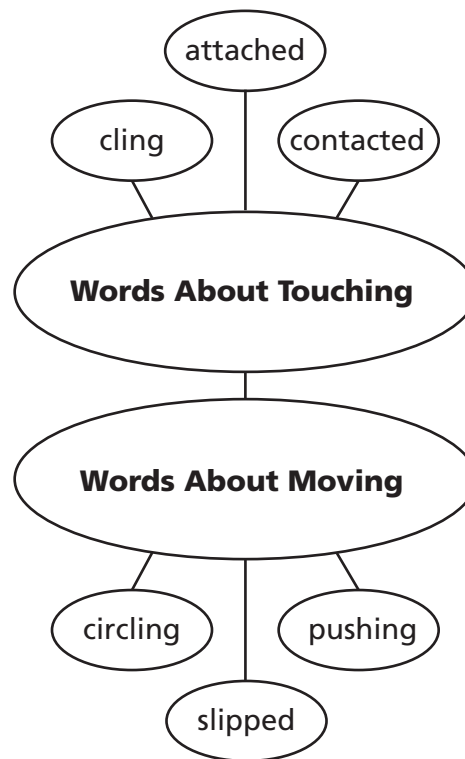 attached
cling
contacted
Words About Touching
Words About Moving
circling
pushing
slipped